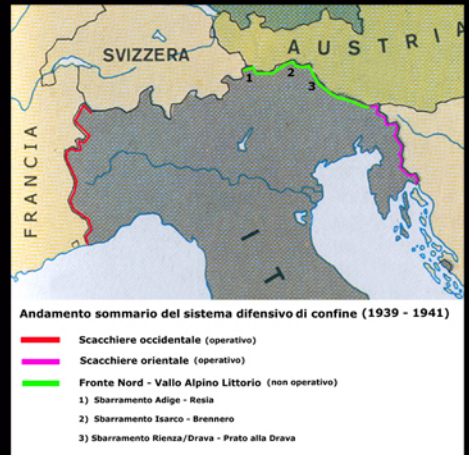 SVIZZERA
AUSTRIA
FRANCIA
1
2
3
I T
Andamento sommario del sistema difensivo di confine (1939 - 1941)
Scacchiere occidentale (operativo)
Scacchiere orientale (operativo)
Fronte Nord - Vallo Alpino Littorio (non operativo)
1) Sbarramento Adige - Resia
2) Sbarramento Isarco - Brennero
3) Sbarramento Rienza/Drava - Prato alla Drava